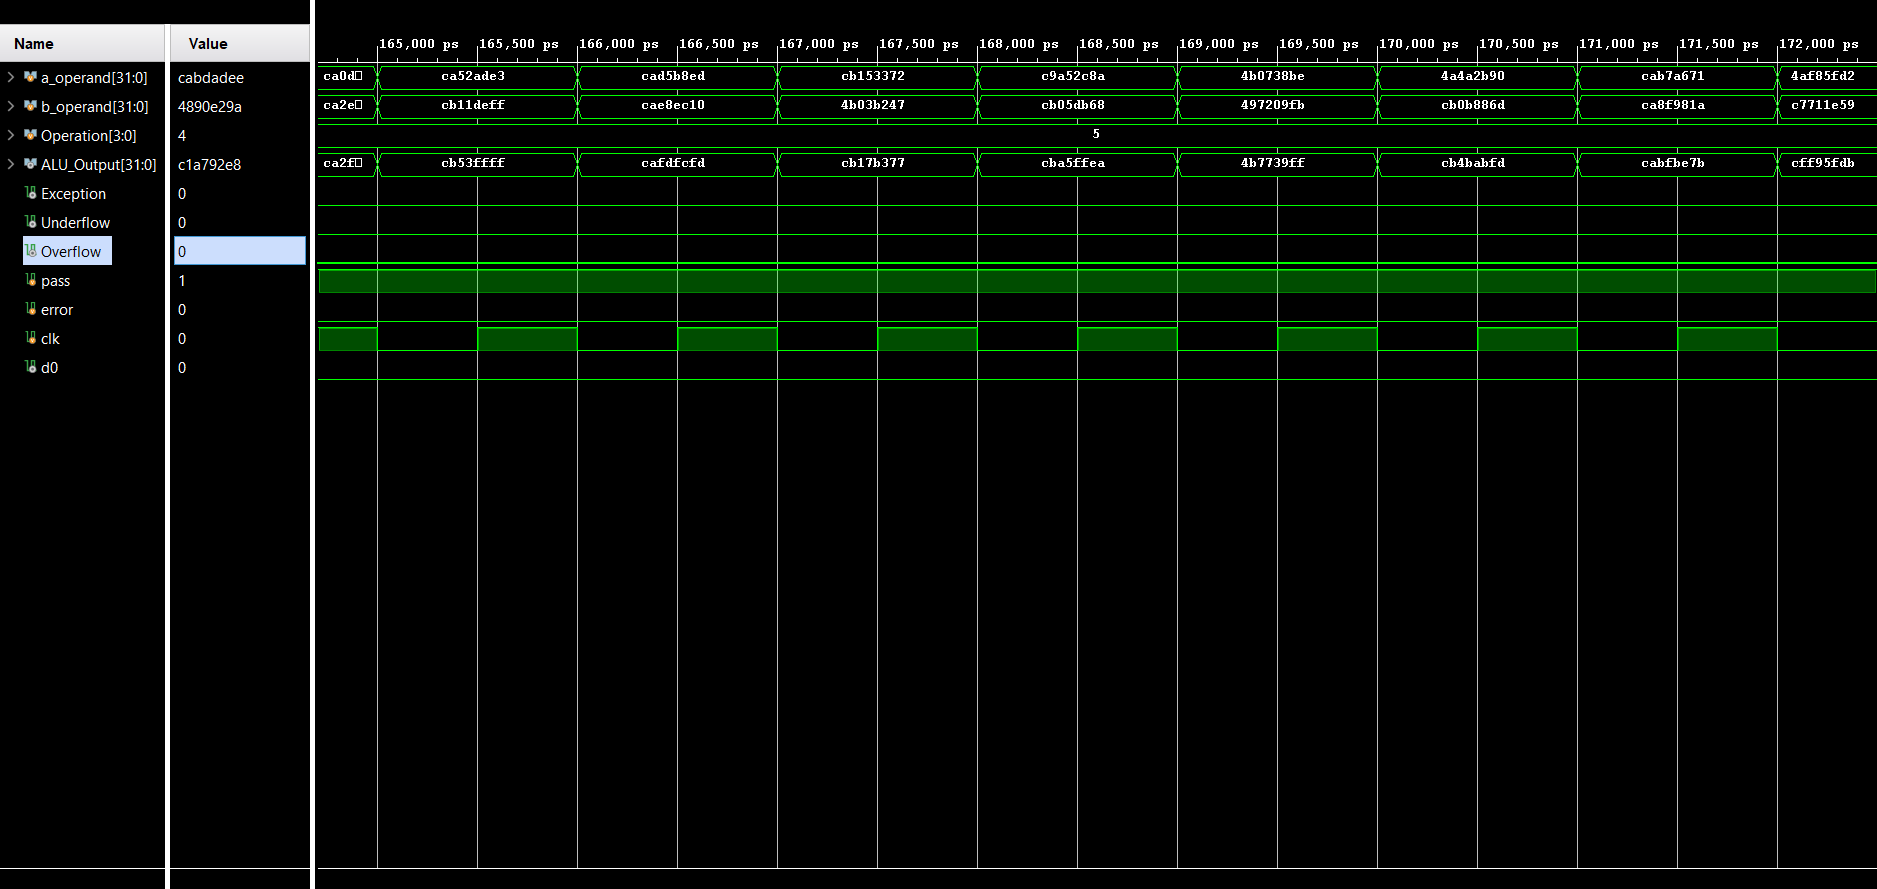 Name Value
165,000 ps 165,500 ps 166,000 ps 166,500 ps 167,000 ps 167,500 ps 168,000 ps 168,500 ps 169,000 ps 169,500 ps 170,000 ps 170,500 ps 171,000 ps 171,500 ps 172,000 ps
a_operand[31:0] cabdadee ca0d ca52ade3 cad5b8ed cb153372 c9a52c8a 4b0738be 4a4a2b90 cab7a671 4af85fd2
b_operand[31:0] 4890e29a ca2e cb11deff cae8ec10 4b03b247 cb05db68 497209fb cb0b886d ca8f981a c7711e59
Operation[3:0] 4 5
ALU_Output[31:0] c1a792e8 ca2f cb53ffff cafdfcfd cb17b377 cba5ffea 4b7739ff cb4babfd cabfbe7b cff95fdb
Exception 0
Underflow 0
Overflow 0
pass 1
error 0
clk 0
d0 0